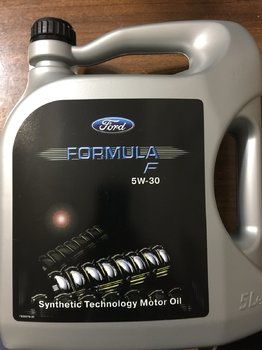 Ford
FORMULA
F
5W-30
Synthetic Technology Motor Oil